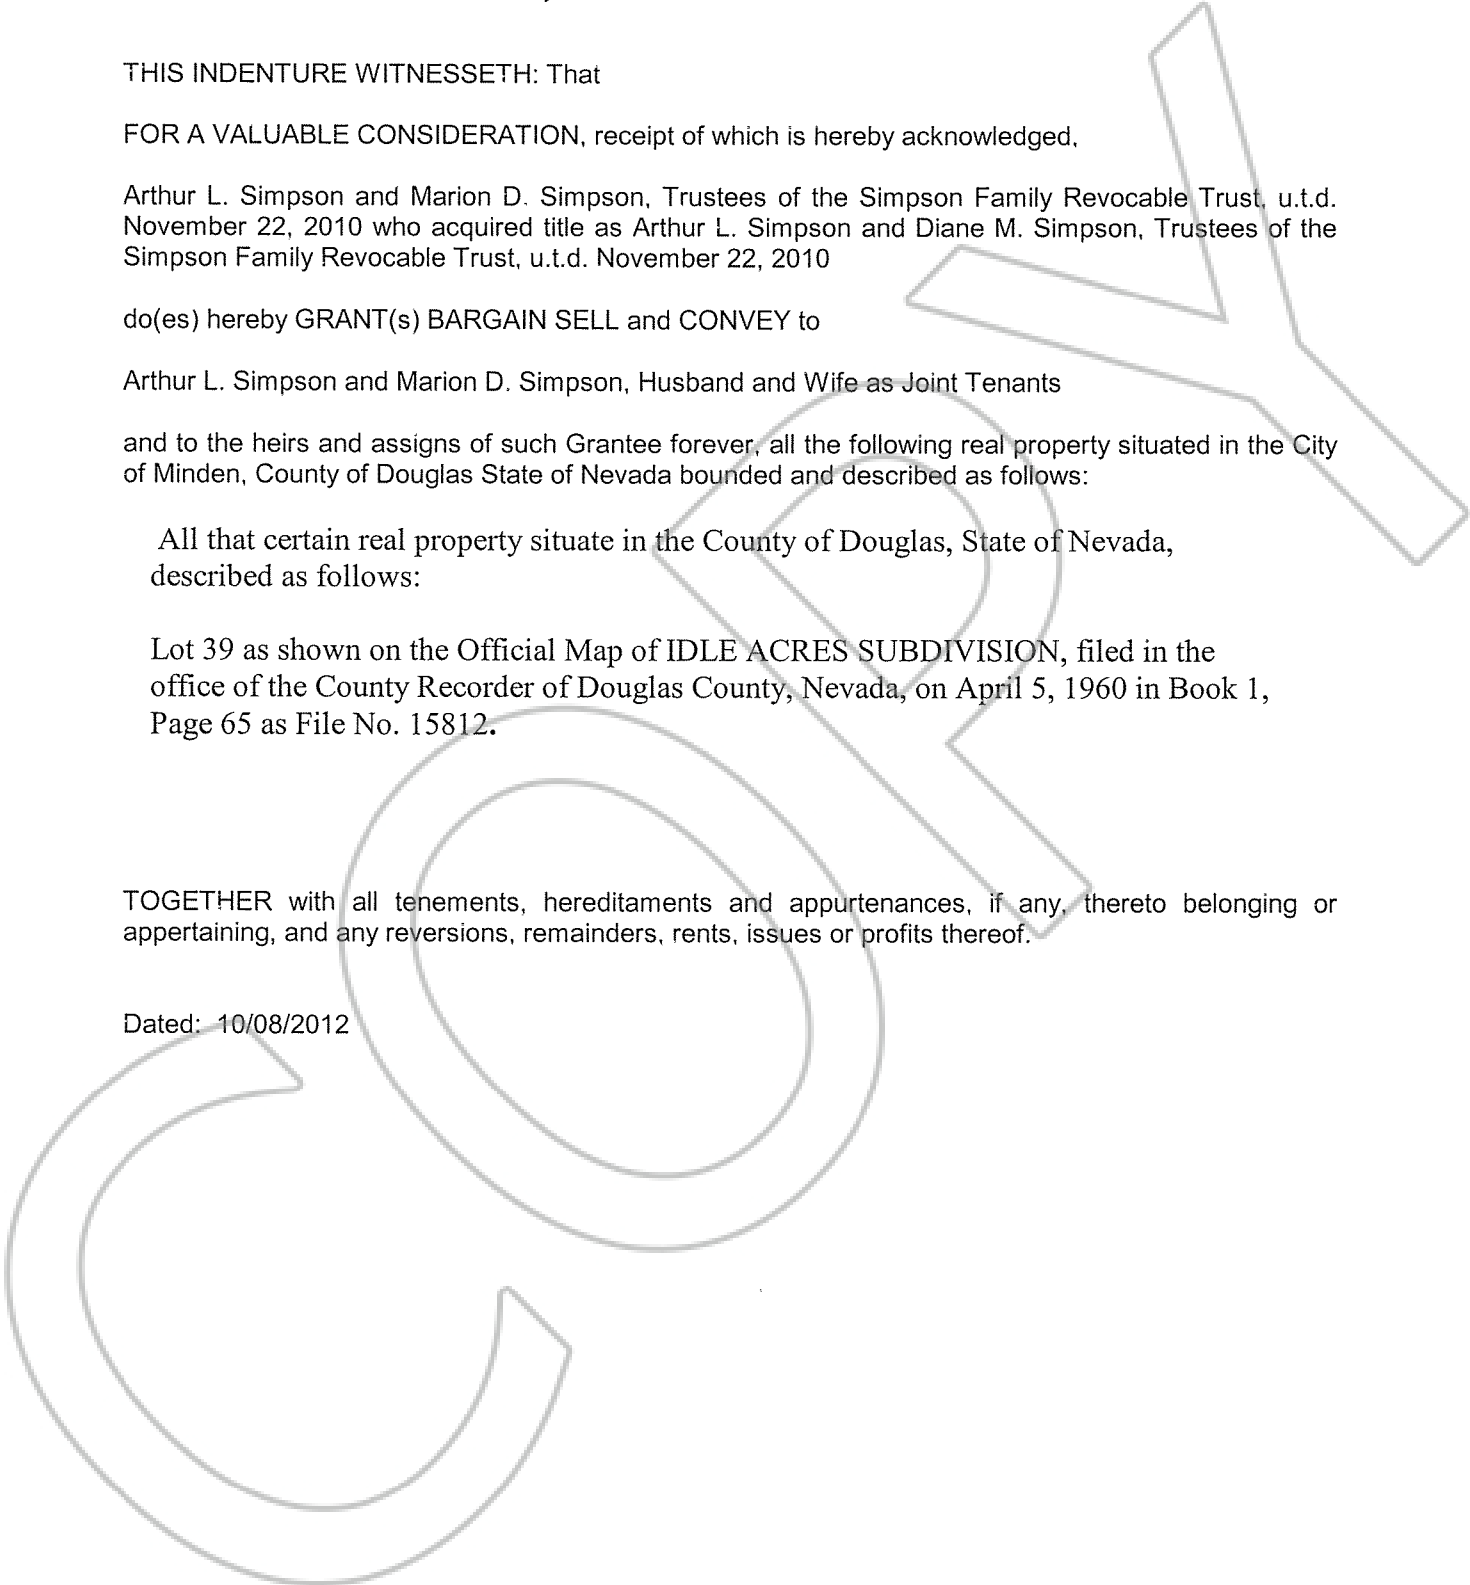 THIS INDENTURE WITNESSETH: That
FOR A VALUABLE CONSIDERATION, receipt of which is hereby acknowledged,
Arthur L. Simpson and Marion D. Simpson, Trustees of the Simpson Family Revocable Trust, u.t.d.
November 22, 2010 who acquired title as Arthur L. Simpson and Diane M. Simpson, Trustees of the
Simpson Family Revocable Trust, u.t.d. November 22, 2010
do(es) hereby GRANT(s) BARGAIN SELL and CONVEY to
Arthur L. Simpson and Marion D. Simpson, Husband and Wife as Joint Tenants
and to the heirs and assigns of such Grantee forever, all the following real property situated in the City
of Minden, County of Douglas State of Nevada bounded and described as follows:
All that certain real property situate in the County of Douglas, State of Nevada,
described as follows:
Lot 39 as shown on the Official Map of IDLE ACRES SUBDIVISION, filed in the
office of the County Recorder of Douglas County, Nevada, on April 5, 1960 in Book 1,
Page 65 as File No. 15812.
TOGETHER with all tenements, hereditaments and appurtenances, if any, thereto belonging or
appertaining, and any reversions, remainders, rents, issues or profits thereof.
Dated: 10/08/2012
COPY